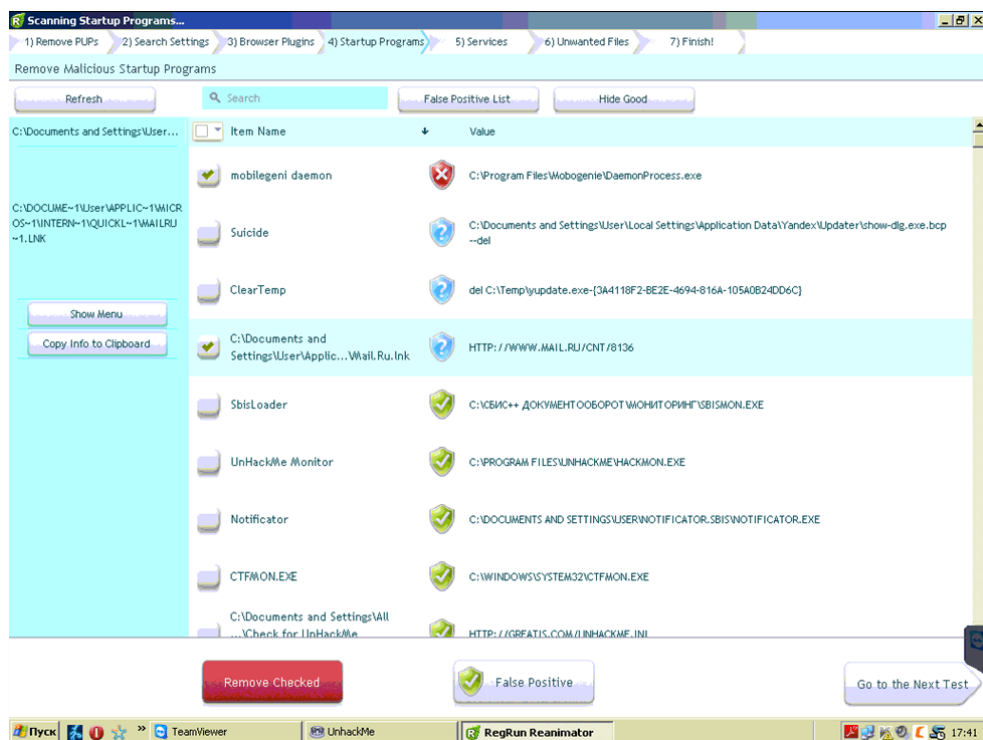 Scanning Startup Programs...
1) Remove PUPs 2) Search Settings 3) Browser Plugins 4) Startup Programs 5) Services 6) Unwanted Files 7) Finish!
Remove Malicious Startup Programs
Refresh Search False Positive List Hide Good
C:\Documents and Settings\User...
C:\DOCUME~1\User\APPLIC~1\MICR
OS~1\INTERN~1\QUICKL~1\MAILRU
~1.LNK
Show Menu
Copy Info to Clipboard
Item Name Value
mobilegeni daemon C:\Program Files\Mobogenie\DaemonProcess.exe
Suicide C:\Documents and Settings\User\Local Settings\Application Data\Yandex\Updater\show-dlg.exe.bcp
--del
ClearTemp del C:\Temp\yupdate.exe-{3A4118F2-BE2E-4694-816A-105A0B24DD6C}
C:\Documents and
Settings\User\Applic...\Mail.Ru.lnk HTTP://WWW.MAIL.RU/CNT/8136
SbisLoader C:\СБИС++ ДОКУМЕНТООБОРОТ\МОНИТОРИНГ\SBISMON.EXE
UnHackMe Monitor C:\PROGRAM FILES\UNHACKME\HACKMON.EXE
Notificator C:\DOCUMENTS AND SETTINGS\USER\NOTIFICATOR.SBIS\NOTIFICATOR.EXE
CTFMON.EXE C:\WINDOWS\SYSTEM32\CTFMON.EXE
C:\Documents and Settings\All
...\Check for UnHackMe HTTP://GREATIS.COM/UNHACKME.INI
Remove Checked False Positive Go to the Next Test
Пуск » TeamViewer UnhackMe RegRun Reanimator 17:41